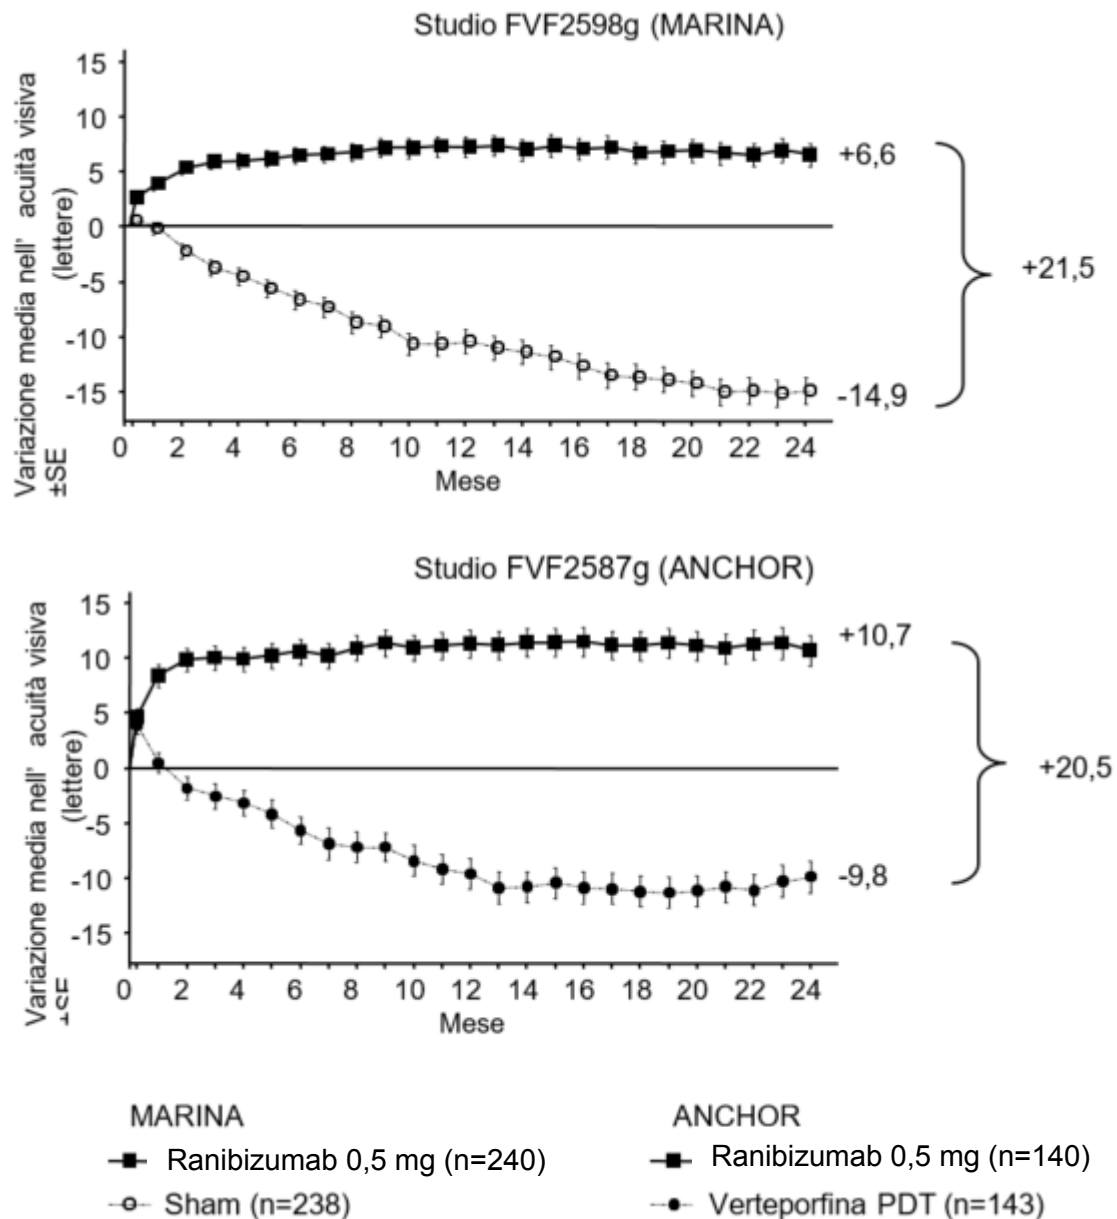 Studio FVF2598g (MARINA)
Variazione media nell' acuità visiva
±SE (lettere)
15
10
5
0
-5
-10
-15
+6,6
-14,9
+21,5
0 2 4 6 8 10 12 14 16 18 20 22 24
Mese
Studio FVF2587g (ANCHOR)
Variazione media nell' acuità visiva
(lettere)
15
10
5
0
-5
-10
-15
+10,7
-9,8
+20,5
0 2 4 6 8 10 12 14 16 18 20 22 24
Mese
MARINA
Ranibizumab 0,5 mg (n=240)
Sham (n=238)
ANCHOR
Ranibizumab 0,5 mg (n=140)
Verteporfina PDT (n=143)